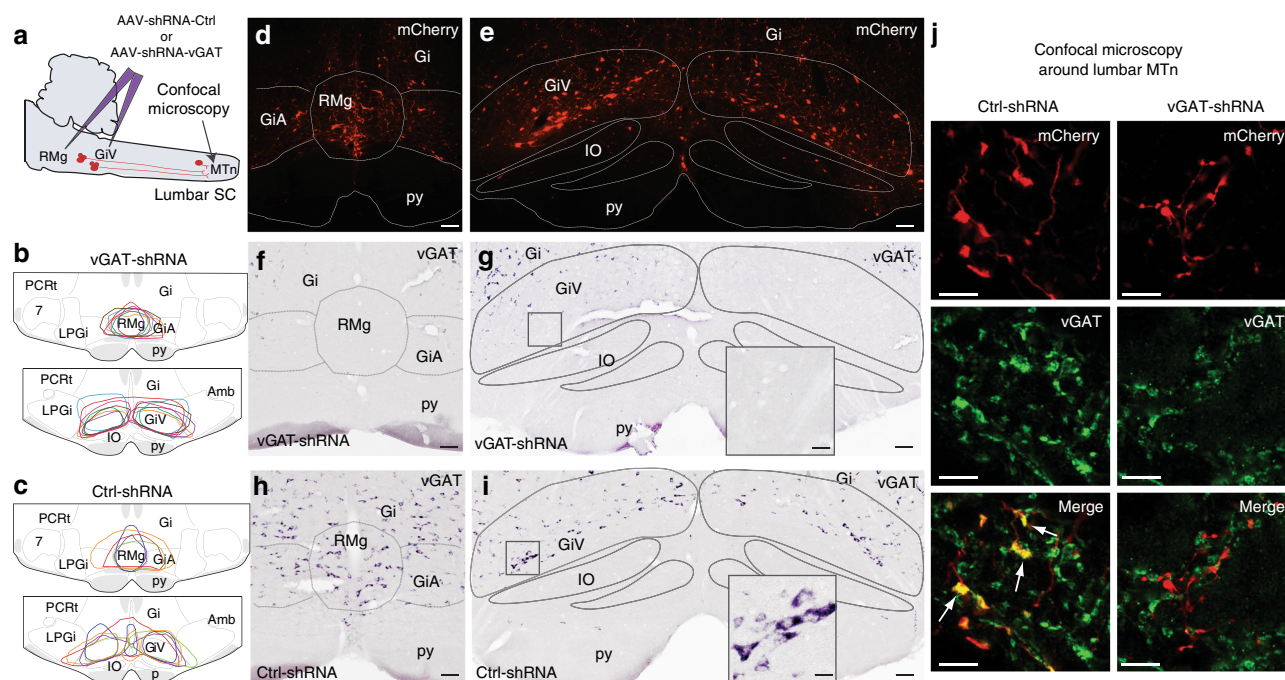 a
AAV-shRNA-Ctrl
or
AAV-shRNA-vGAT
Confocal
microscopy
RMg
GiV
MTn
Lumbar SC
b
vGAT-shRNA
PCRt
Gi
7
RMg
LPGi
GiA
py
PCRt
Gi
Amb
LPGi
GiV
IO
py
c
Ctrl-shRNA
PCRt
Gi
7
RMg
LPGi
GiA
py
PCRt
Gi
Amb
LPGi
GiV
IO
p
d
mCherry
Gi
RMg
GiA
py
e
mCherry
Gi
GiV
IO
py
f
vGAT
Gi
RMg
GiA
py
vGAT-shRNA
g
Gi
vGAT
GiV
IO
py
vGAT-shRNA
h
vGAT
Gi
RMg
GiA
py
Ctrl-shRNA
i
Gi
vGAT
GiV
IO
py
Ctrl-shRNA
j
Confocal microscopy
around lumbar MTn
Ctrl-shRNA
vGAT-shRNA
mCherry
mCherry
vGAT
vGAT
Merge
Merge